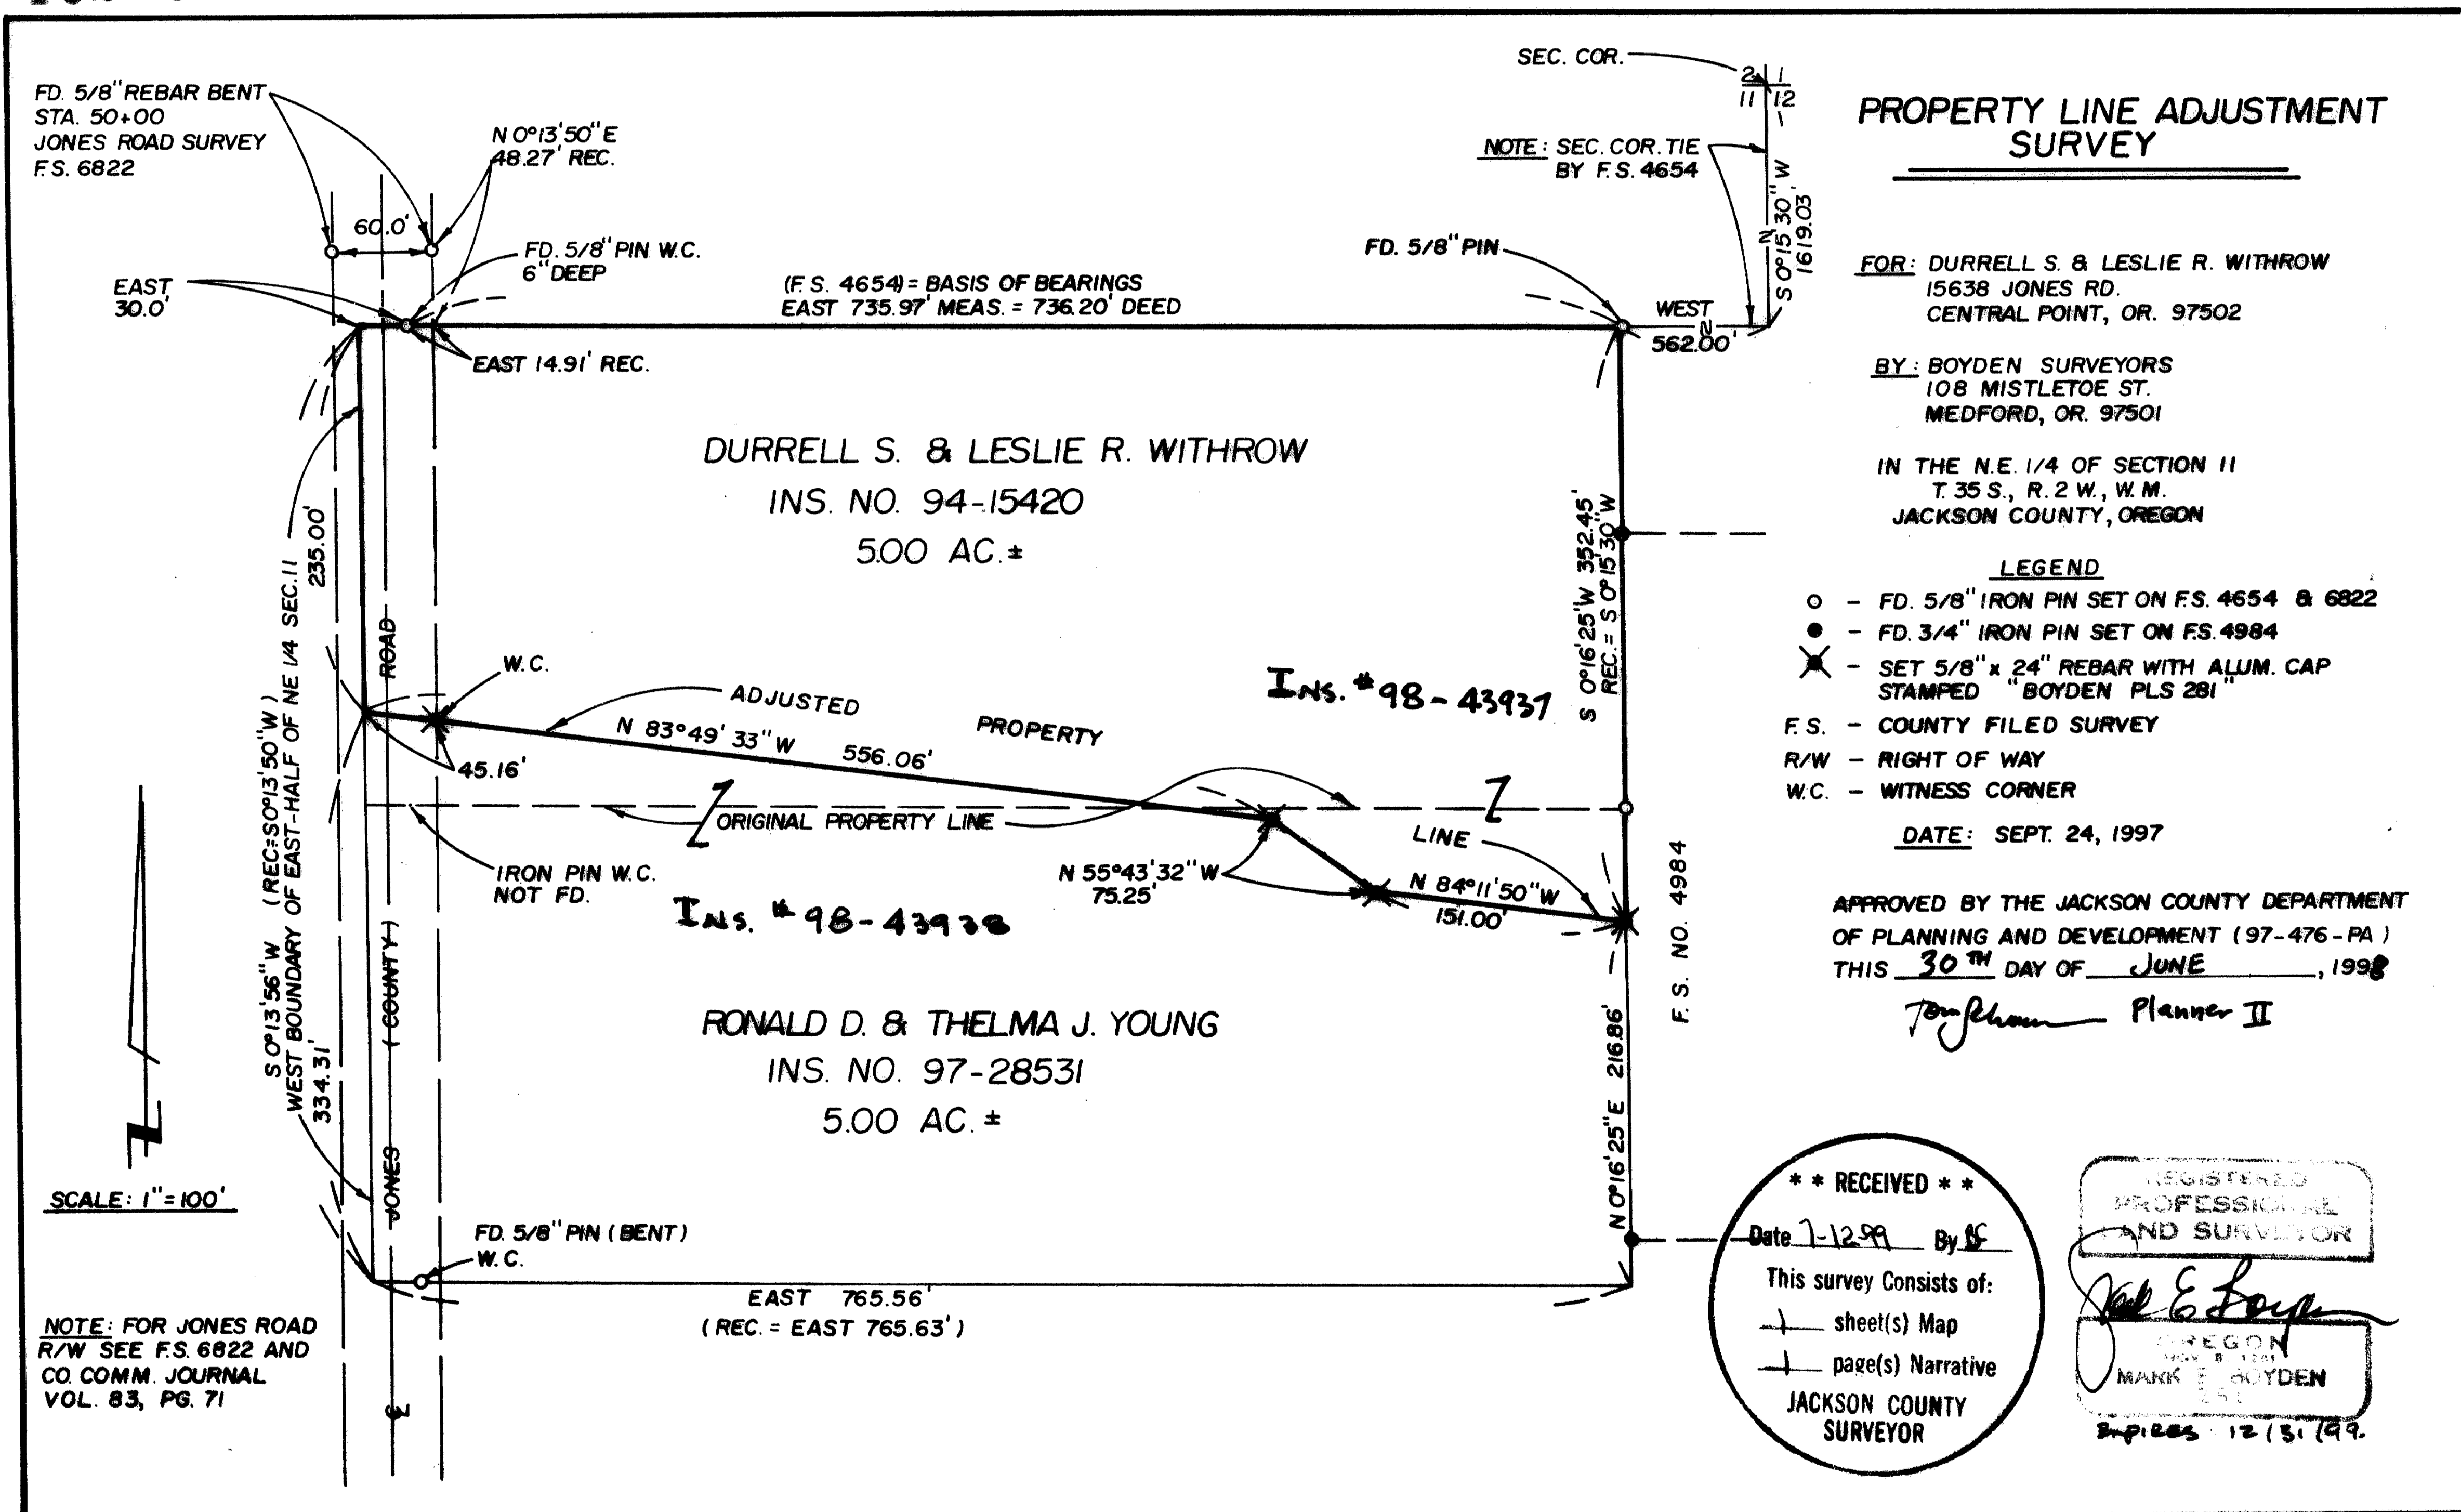 SEC. COR.
2 1
11 12
FD. 5/8" REBAR BENT
STA. 50+00
JONES ROAD SURVEY
F.S. 6822
N 0°13'50" E
48.27' REC.
NOTE: SEC. COR. TIE
BY F.S. 4654
S 0°15'30" W
1619.03'
PROPERTY LINE ADJUSTMENT
SURVEY
60.0'
FD. 5/8" PIN W.C.
6" DEEP
EAST
30.0'
(F.S. 4654) = BASIS OF BEARINGS
EAST 735.97' MEAS. = 736.20' DEED
FD. 5/8" PIN
WEST
562.00'
EAST 14.91' REC.
FOR: DURRELL S. & LESLIE R. WITHROW
15638 JONES RD.
CENTRAL POINT, OR. 97502
BY: BOYDEN SURVEYORS
108 MISTLETOE ST.
MEDFORD, OR. 97501
IN THE N.E. 1/4 OF SECTION 11
T. 35 S., R. 2 W., W.M.
JACKSON COUNTY, OREGON
DURRELL S. & LESLIE R. WITHROW
INS. NO. 94-15420
5.00 AC. ±
235.00'
S 0°16'25" W 352.45'
REC. = S 0°15'30" W
LEGEND
FD. 5/8" IRON PIN SET ON F.S. 4654 & 6822
FD. 3/4" IRON PIN SET ON F.S. 4984
SET 5/8" x 24" REBAR WITH ALUM. CAP
STAMPED "BOYDEN PLS 281"
F.S. - COUNTY FILED SURVEY
R/W - RIGHT OF WAY
W.C. - WITNESS CORNER
DATE: SEPT. 24, 1997
W.C.
ADJUSTED PROPERTY LINE
INS. # 98-43937
N 83°49'33" W 556.06'
45.16'
ORIGINAL PROPERTY LINE
IRON PIN W.C.
NOT FD.
N 55°43'32" W
75.25'
N 84°11'50" W
151.00'
INS. # 98-43938
F. S. NO. 4984
S 0°13'56" W (REC.=S0°13'50"W)
WEST BOUNDARY OF EAST-HALF OF NE 1/4 SEC. 11
334.31'
JONES (COUNTY) ROAD
RONALD D. & THELMA J. YOUNG
INS. NO. 97-28531
5.00 AC. ±
N 0°16'25" E 216.86'
APPROVED BY THE JACKSON COUNTY DEPARTMENT
OF PLANNING AND DEVELOPMENT (97-476-PA)
THIS 30TH DAY OF JUNE, 1998
Planner II
SCALE: 1" = 100'
FD. 5/8" PIN (BENT)
W.C.
EAST 765.56'
(REC. = EAST 765.63')
NOTE: FOR JONES ROAD
R/W SEE F.S. 6822 AND
CO. COMM. JOURNAL
VOL. 83, PG. 71
* * RECEIVED * *
Date 7-12-99 By
This survey Consists of:
1 sheet(s) Map
1 page(s) Narrative
JACKSON COUNTY
SURVEYOR
REGISTERED
PROFESSIONAL
LAND SURVEYOR
OREGON
MARK E. BOYDEN
281
Expires 12/31/99.